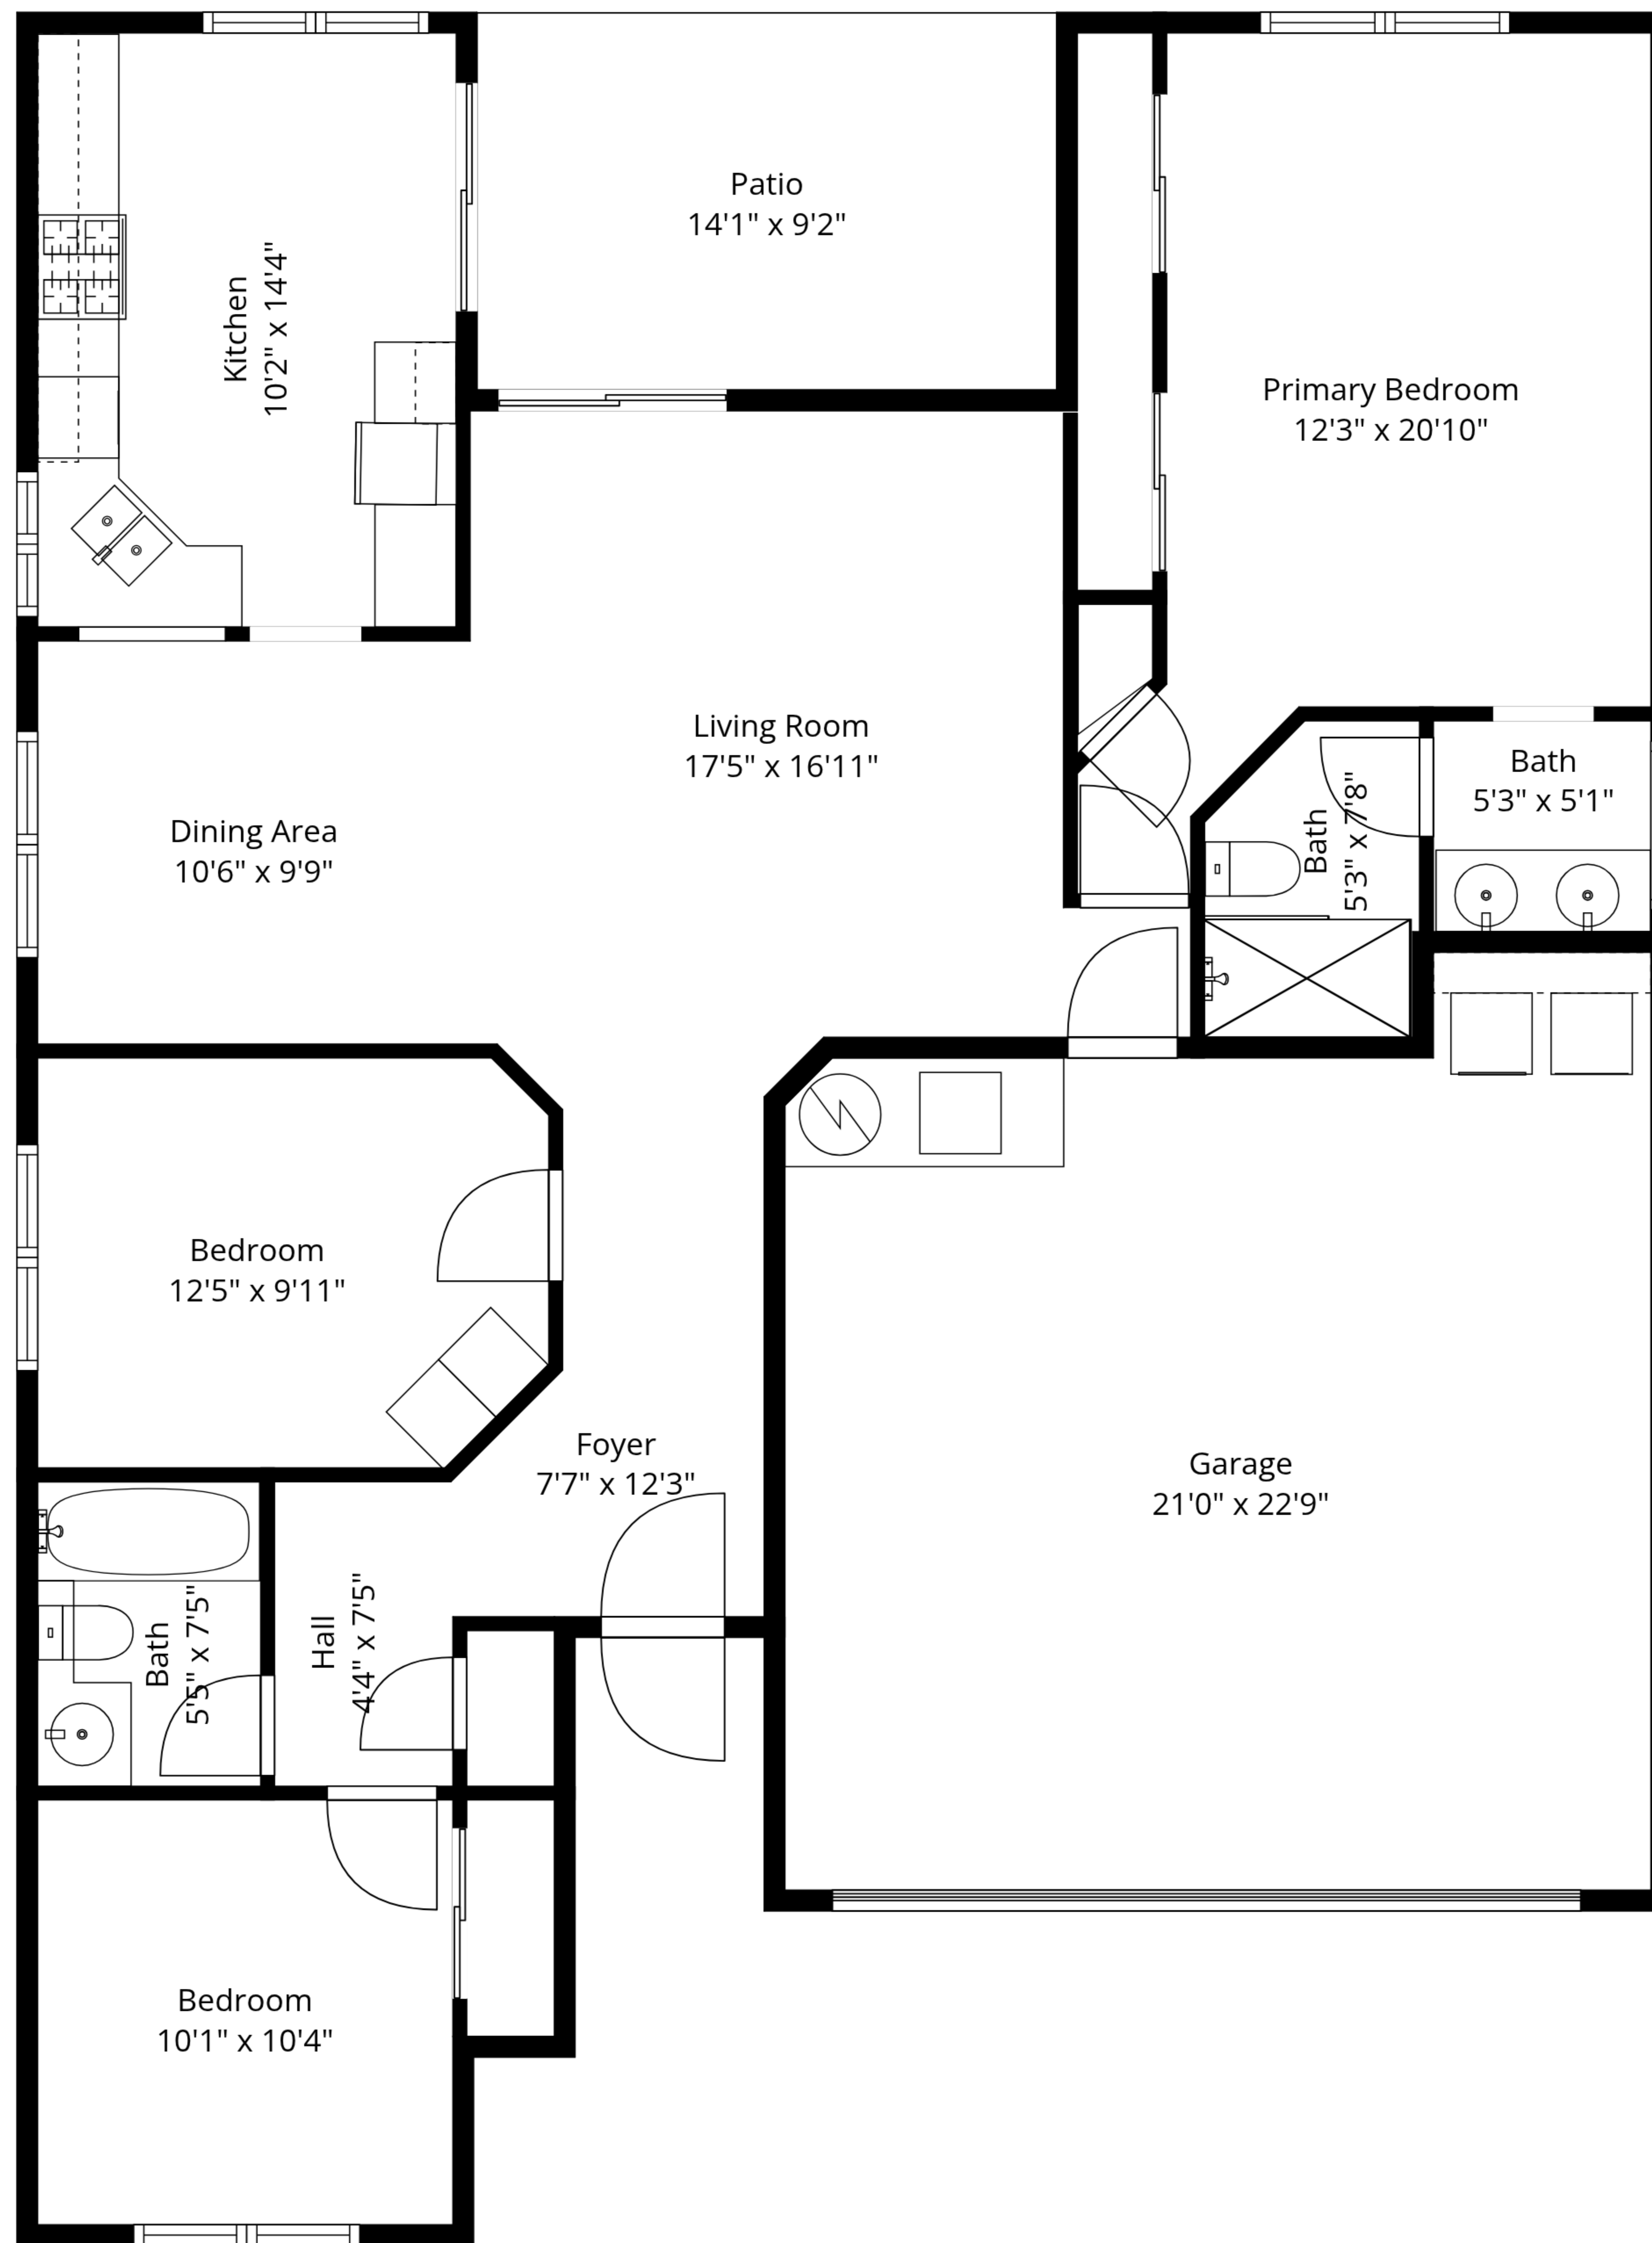 Patio
14'1" x 9'2"
Kitchen
10'2" x 14'4"
Primary Bedroom
12'3" x 20'10"
Living Room
17'5" x 16'11"
Bath
5'3" x 5'1"
Bath
5'3" x 7'8"
Dining Area
10'6" x 9'9"
Bedroom
12'5" x 9'11"
Foyer
7'7" x 12'3"
Garage
21'0" x 22'9"
Bath
5'5" x 7'5"
Hall
4'4" x 7'5"
Bedroom
10'1" x 10'4"